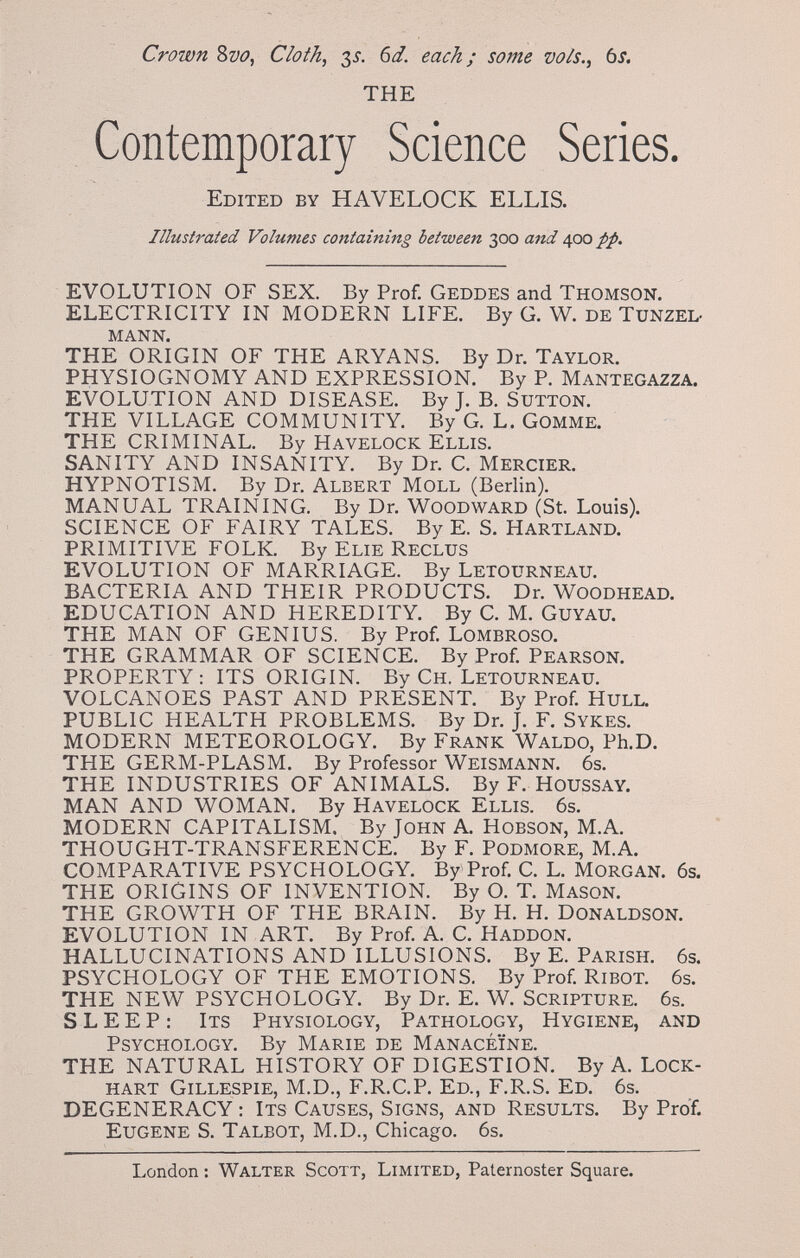 Crown 8vo, Cloth, 3s. 6d. each; some vols., 6s.
THE
Contemporary Science Series.
EDITED BY HAVELOCK ELLIS.
Illustrated Volumes containing between 300 and 400 pp.
EVOLUTION OF SEX. By Prof. GEDDES and THOMSON.
ELECTRICITY IN MODERN LIFE. By G. W. DE TUNZEL-
MANN.
THE ORIGIN OF THE ARYANS. By Dr. TAYLOR.
PHYSIOGNOMY AND EXPRESSION. By P. MANTEGAZZA.
EVOLUTION AND DISEASE. By J. B. SUTTON.
THE VILLAGE COMMUNITY. By G. L. GOMME.
THE CRIMINAL. By HAVELOCK ELLIS.
SANITY AND INSANITY. By Dr. C. MERCIER.
HYPNOTISM. By Dr. ALBERT MOLL (Berlin).
MANUAL TRAINING. By Dr. WOODWARD (St. Louis).
SCIENCE OF FAIRY TALES. By E. S. HARTLAND.
PRIMITIVE FOLK. By ELIE RECLUS
EVOLUTION OF MARRIAGE. By LETOURNEAU.
BACTERIA AND THEIR PRODUCTS. Dr. WOODHEAD.
EDUCATION AND HEREDITY. By C. M. GUYAU.
THE MAN OF GENIUS. By Prof. LOMBROSO.
THE GRAMMAR OF SCIENCE. By Prof. PEARSON.
PROPERTY: ITS ORIGIN. By CH. LETOURNEAU.
VOLCANOES PAST AND PRESENT. By Prof. HULL.
PUBLIC HEALTH PROBLEMS. By Dr. J. F. SYKES.
MODERN METEOROLOGY. By FRANK WALDO, Ph.D.
THE GERM-PLASM. By Professor WEISMANN. 6s.
THE INDUSTRIES OF ANIMALS. By F. HOUSSAY.
MAN AND WOMAN. By HAVELOCK ELLIS. 6s.
MODERN CAPITALISM. By JOHN A. HOBSON, M.A.
THOUGHT-TRANSFERENCE. By F. PODMORE, M.A.
COMPARATIVE PSYCHOLOGY. By Prof. C. L. MORGAN. 6s.
THE ORIGINS OF INVENTION. By O. T. MASON.
THE GROWTH OF THE BRAIN. By H. H. DONALDSON.
EVOLUTION IN ART. By Prof. A. C. HADDON.
HALLUCINATIONS AND ILLUSIONS. By E. PARISH. 6s.
PSYCHOLOGY OF THE EMOTIONS. By Prof. RIBOT. 6s.
THE NEW PSYCHOLOGY. By Dr. E. W. SCRIPTURE. 6s.
SLEEP: ITS PHYSIOLOGY, PATHOLOGY, HYGIENE, AND
PSYCHOLOGY. By MARIE DE MANACÉÏNE.
THE NATURAL HISTORY OF DIGESTION. By A. LOCK-
HART GILLESPIE, M.D., F.R.C.P. ED., F.R.S. ED. 6s.
DEGENERACY: ITS CAUSES, SIGNS, AND RESULTS. By Prof.
EUGENE S. TALBOT, M.D., Chicago. 6s.
London: WALTER SCOTT, LIMITED, Paternoster Square.